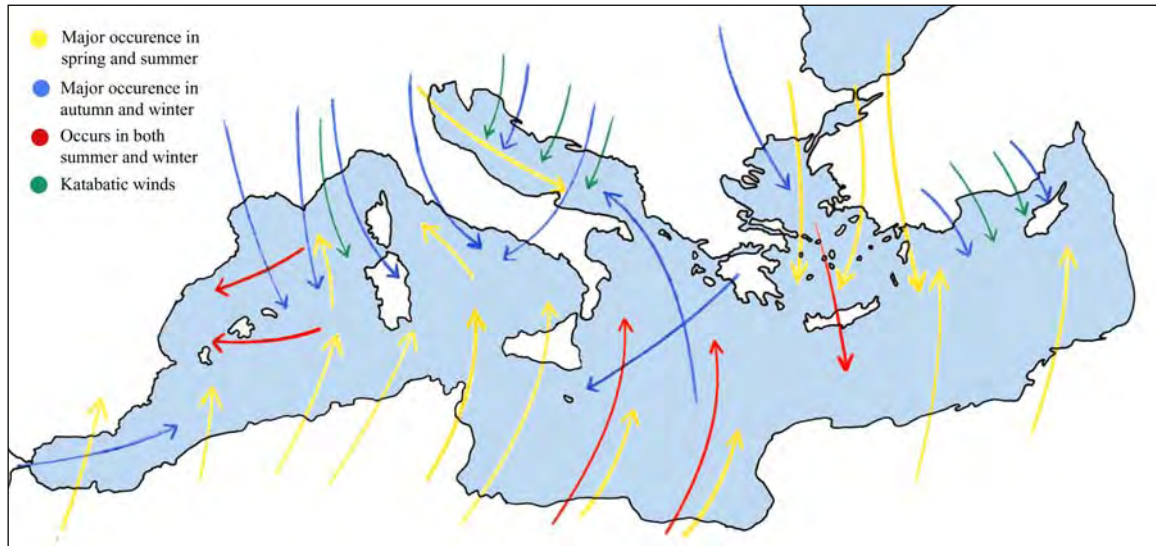 Major occurence in
spring and summer
Major occurence in
autumn and winter
Occurs in both
summer and winter
Katabatic winds